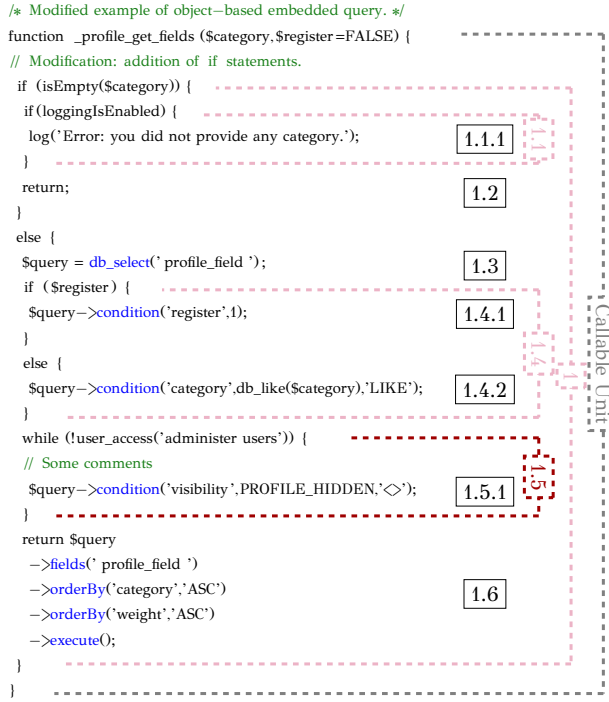 /* Modified example of object−based embedded query. */
function _profile_get_fields ($category,$register=FALSE) {
// Modification: addition of if statements.
if (isEmpty($category)) {
if(loggingIsEnabled) {
log('Error: you did not provide any category.'); 1.1.1 1.1
}
return; 1.2
}
else {
$query = db_select('profile_field'); 1.3
if ($register) {
$query−>condition('register',1); 1.4.1
} 1.4
else { 1 Callable Unit
$query−>condition('category',db_like($category),'LIKE'); 1.4.2
}
while (!user_access('administer users')) {
// Some comments 1.5
$query−>condition('visibility',PROFILE_HIDDEN,'<>'); 1.5.1
}
return $query
−>fields('profile_field')
−>orderBy('category','ASC') 1.6
−>orderBy('weight','ASC')
−>execute();
}
}